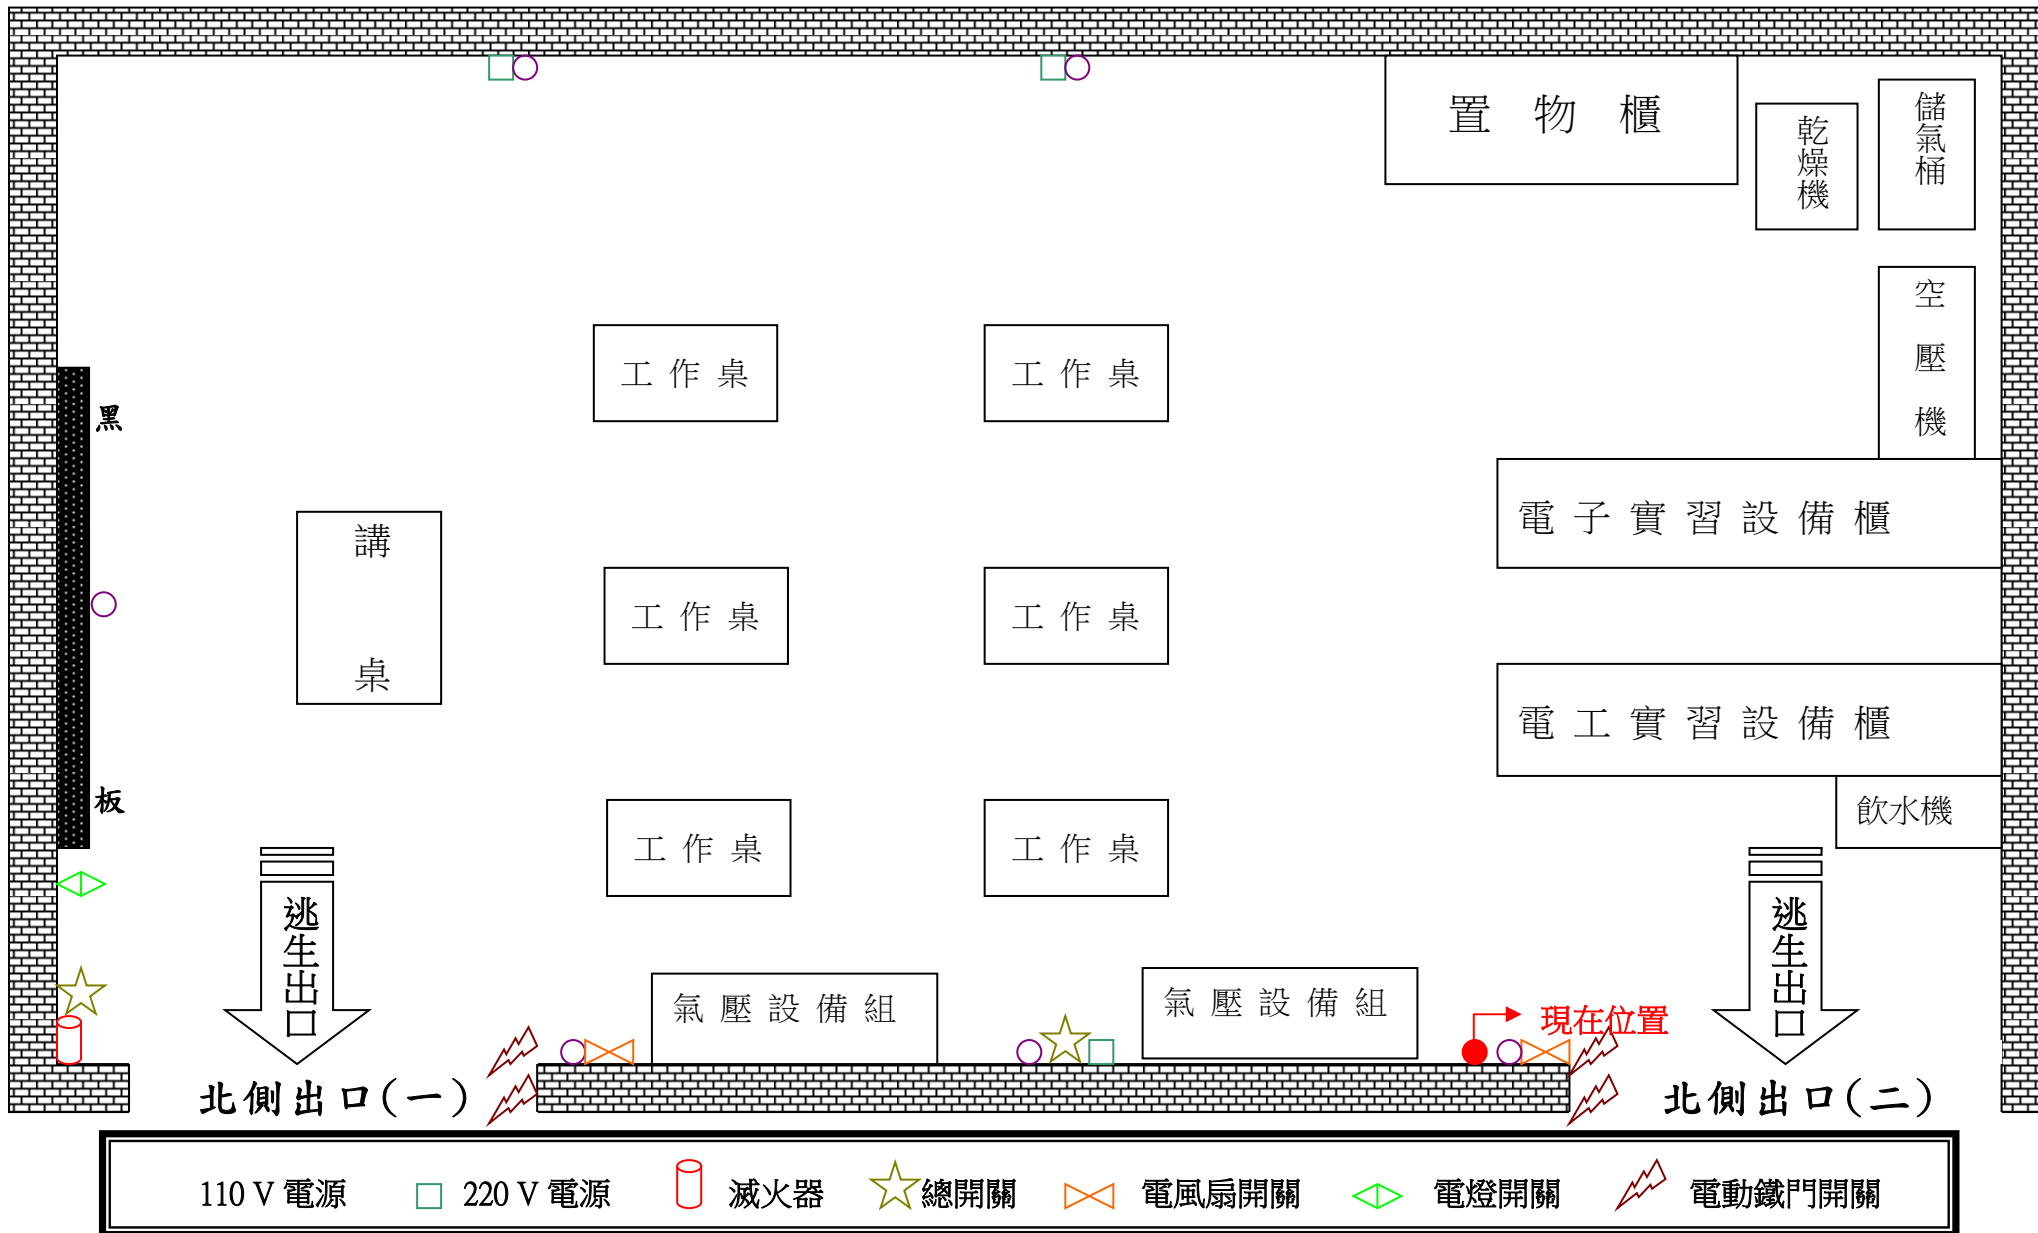 置物櫃
乾燥機
儲氣桶
空壓機
工作桌
工作桌
黑
板
電子實習設備櫃
講桌
工作桌
工作桌
電工實習設備櫃
飲水機
工作桌
工作桌
逃生出口
逃生出口
氣壓設備組
氣壓設備組
現在位置
北側出口(一)
北側出口(二)
110 V 電源
220 V 電源
滅火器
總開關
電風扇開關
電燈開關
電動鐵門開關